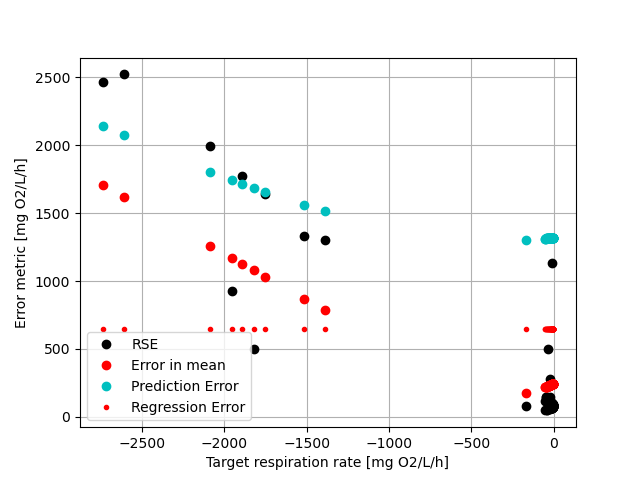 2500
2000
1500
1000
500
0
Error metric [mg O2/L/h]
RSE
Error in mean
Prediction Error
Regression Error
−2500 −2000 −1500 −1000 −500 0
Target respiration rate [mg O2/L/h]